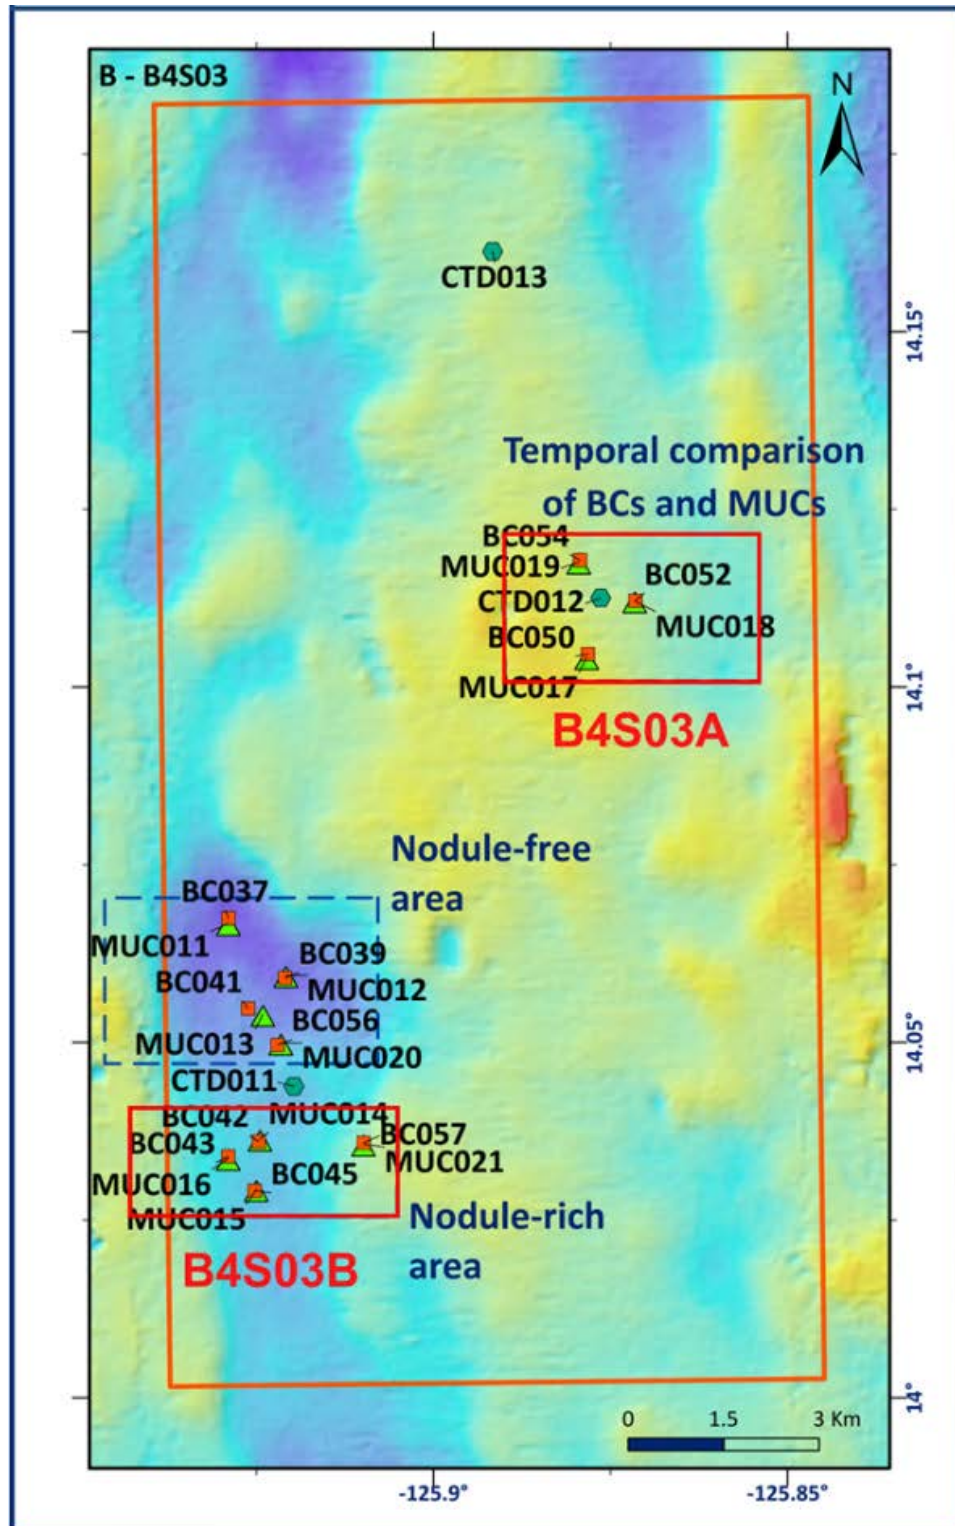 B - B4S03
N
CTD013
14.15°
Temporal comparison
of BCs and MUCs
BC054
MUC019
BC052
CTD012
MUC018
BC050
MUC017
14.1°
B4S03A
Nodule-free
area
BC037
MUC011
BC039
BC041
MUC012
BC056
MUC013
MUC020
14.05°
CTD011
BC042
MUC014
BC043
BC057
MUC021
BC045
MUC016
MUC015
Nodule-rich
area
B4S03B
14°
0 1.5 3 Km
-125.9° -125.85°